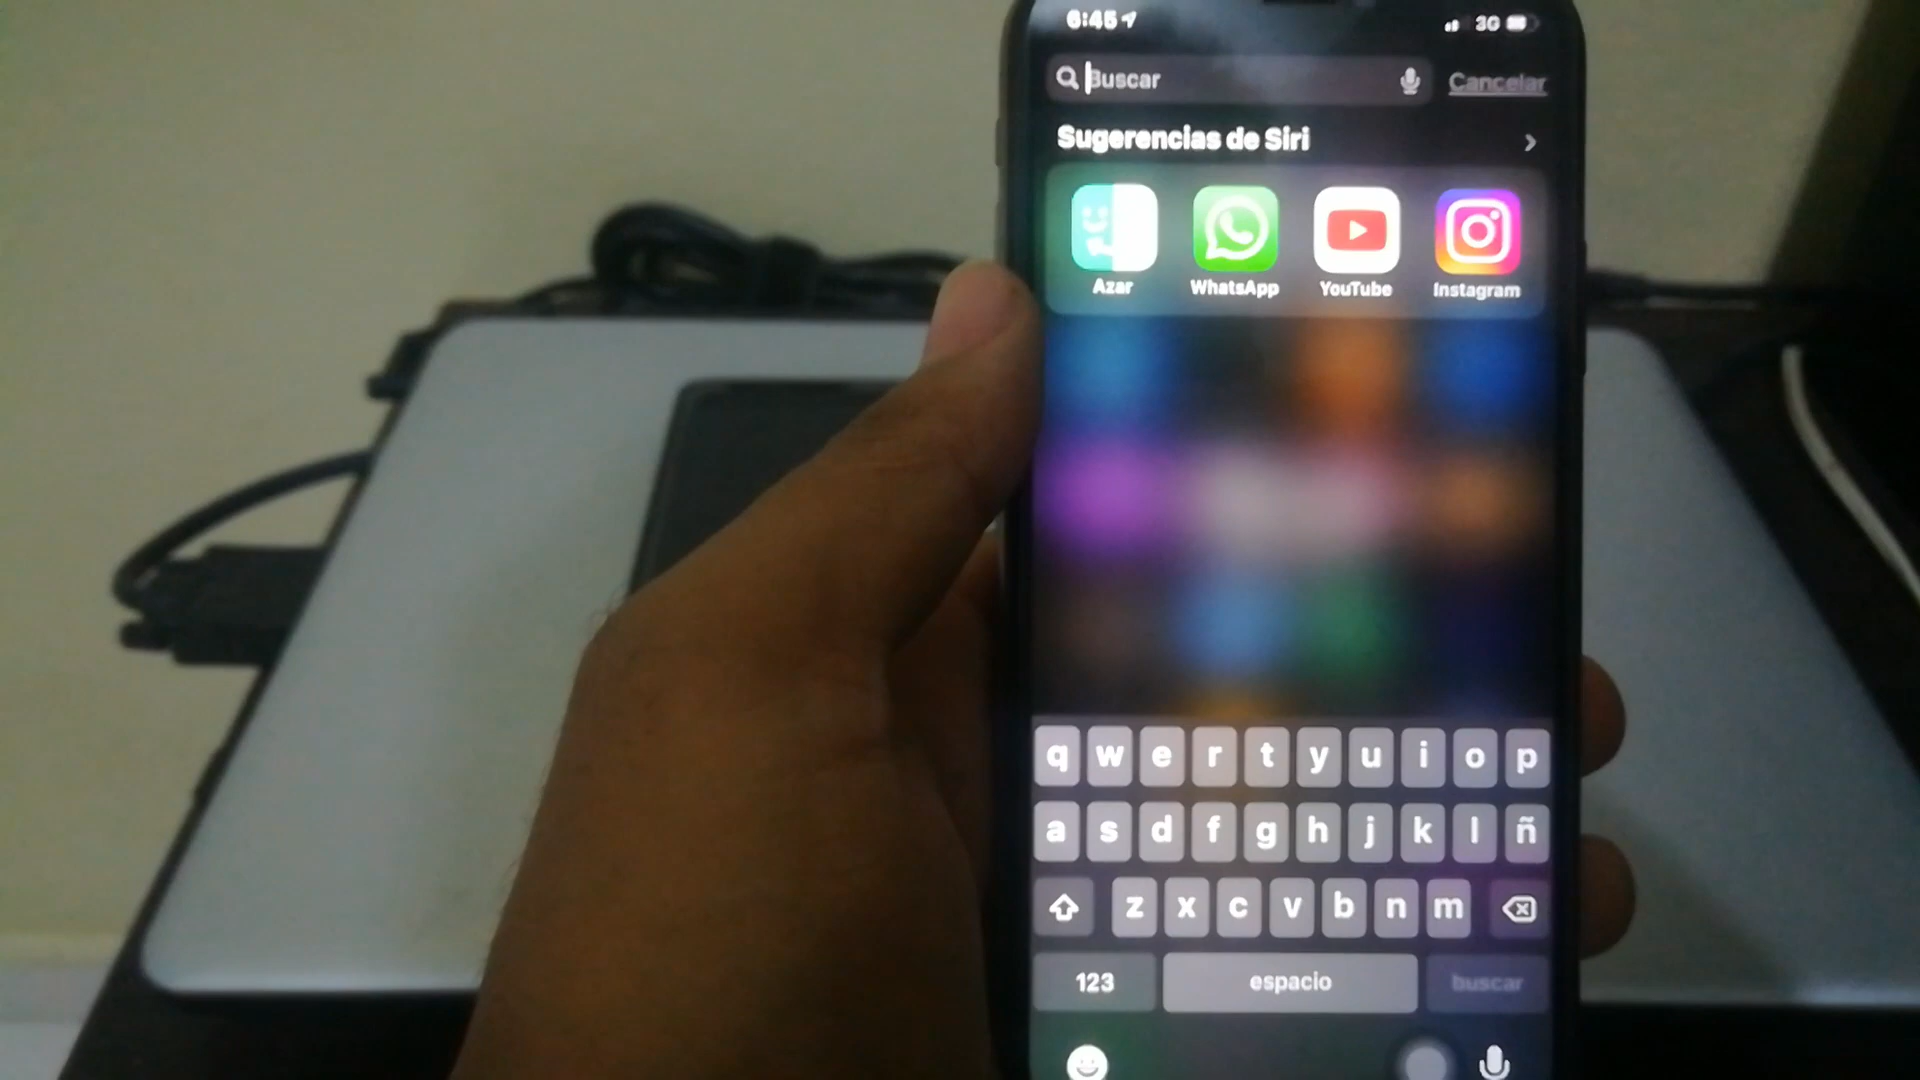 6:45 3G
Buscar Cancelar
Sugerencias de Siri
Azar WhatsApp YouTube Instagram
q w e r t y u i o p
a s d f g h j k l ñ
z x c v b n m
123 espacio buscar